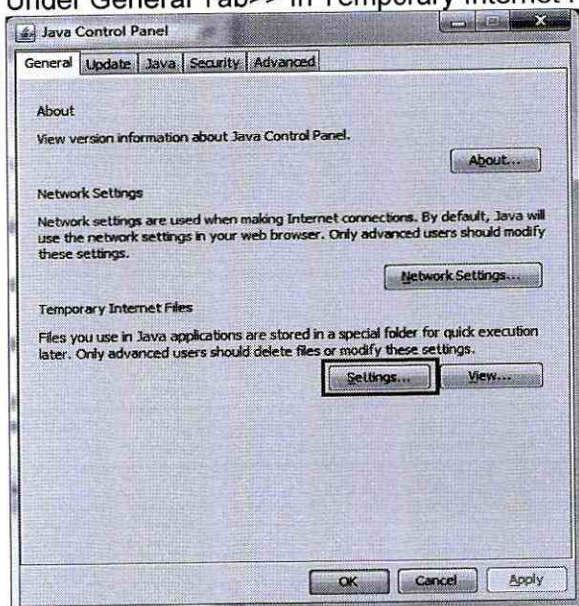 Under General Tab>> In Temporary Internet
Java Control Panel
General Update Java Security Advanced
About
View version information about Java Control Panel.
About...
Network Settings
Network settings are used when making Internet connections. By default, Java will
use the network settings in your web browser. Only advanced users should modify
these settings.
Network Settings...
Temporary Internet Files
Files you use in Java applications are stored in a special folder for quick execution
later. Only advanced users should delete files or modify these settings.
Settings... View...
OK Cancel Apply